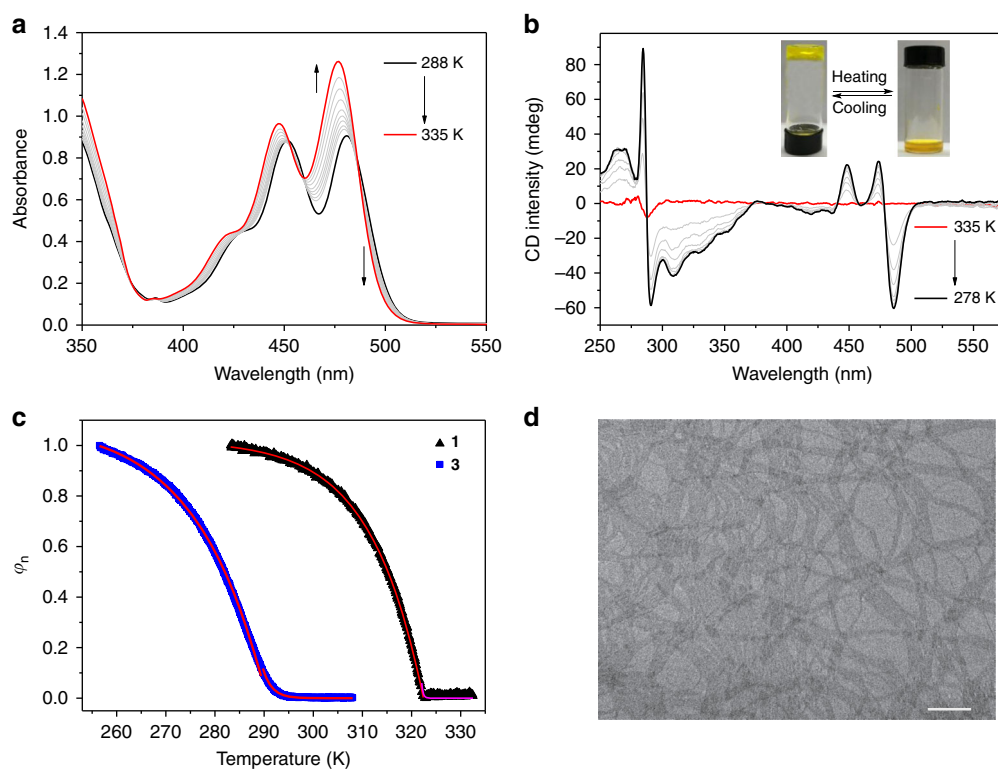 a
1.4
1.2
1.0
0.8
0.6
0.4
0.2
0.0
Absorbance
350
400
450
500
550
Wavelength (nm)
288 K
335 K
b
80
60
40
20
0
–20
–40
–60
CD intensity (mdeg)
250
300
350
400
450
500
550
Wavelength (nm)
Heating
Cooling
335 K
278 K
c
1.0
0.8
0.6
0.4
0.2
0.0
φn
260
270
280
290
300
310
320
330
Temperature (K)
1
3
d